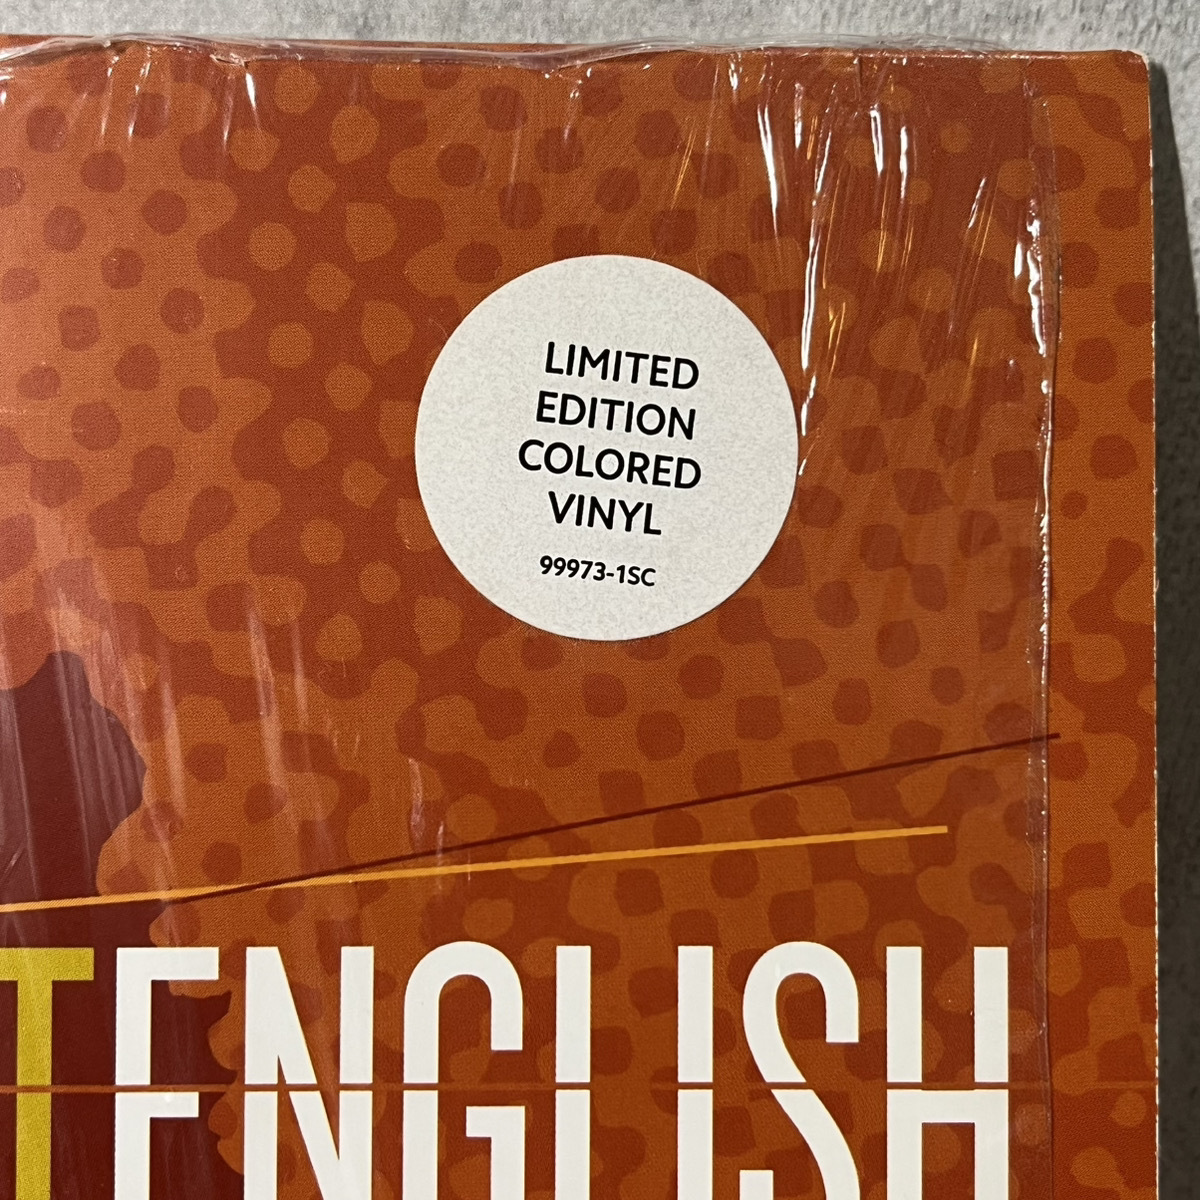 LIMITED
EDITION
COLORED
VINYL
99973-1SC
T ENGLISH